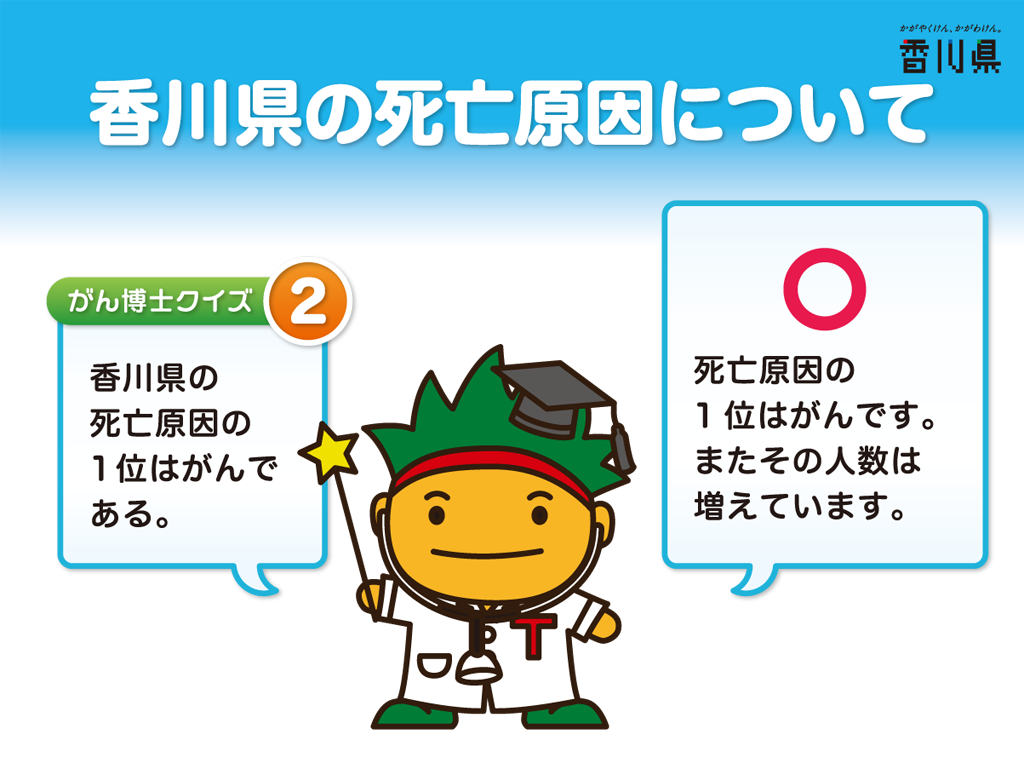 かがやくけん、かがわけん。
香川県
香川県の死亡原因について
がん博士クイズ
2
香川県の
死亡原因の
1位はがんで
ある。
死亡原因の
1位はがんです。
またその人数は
増えています。
T